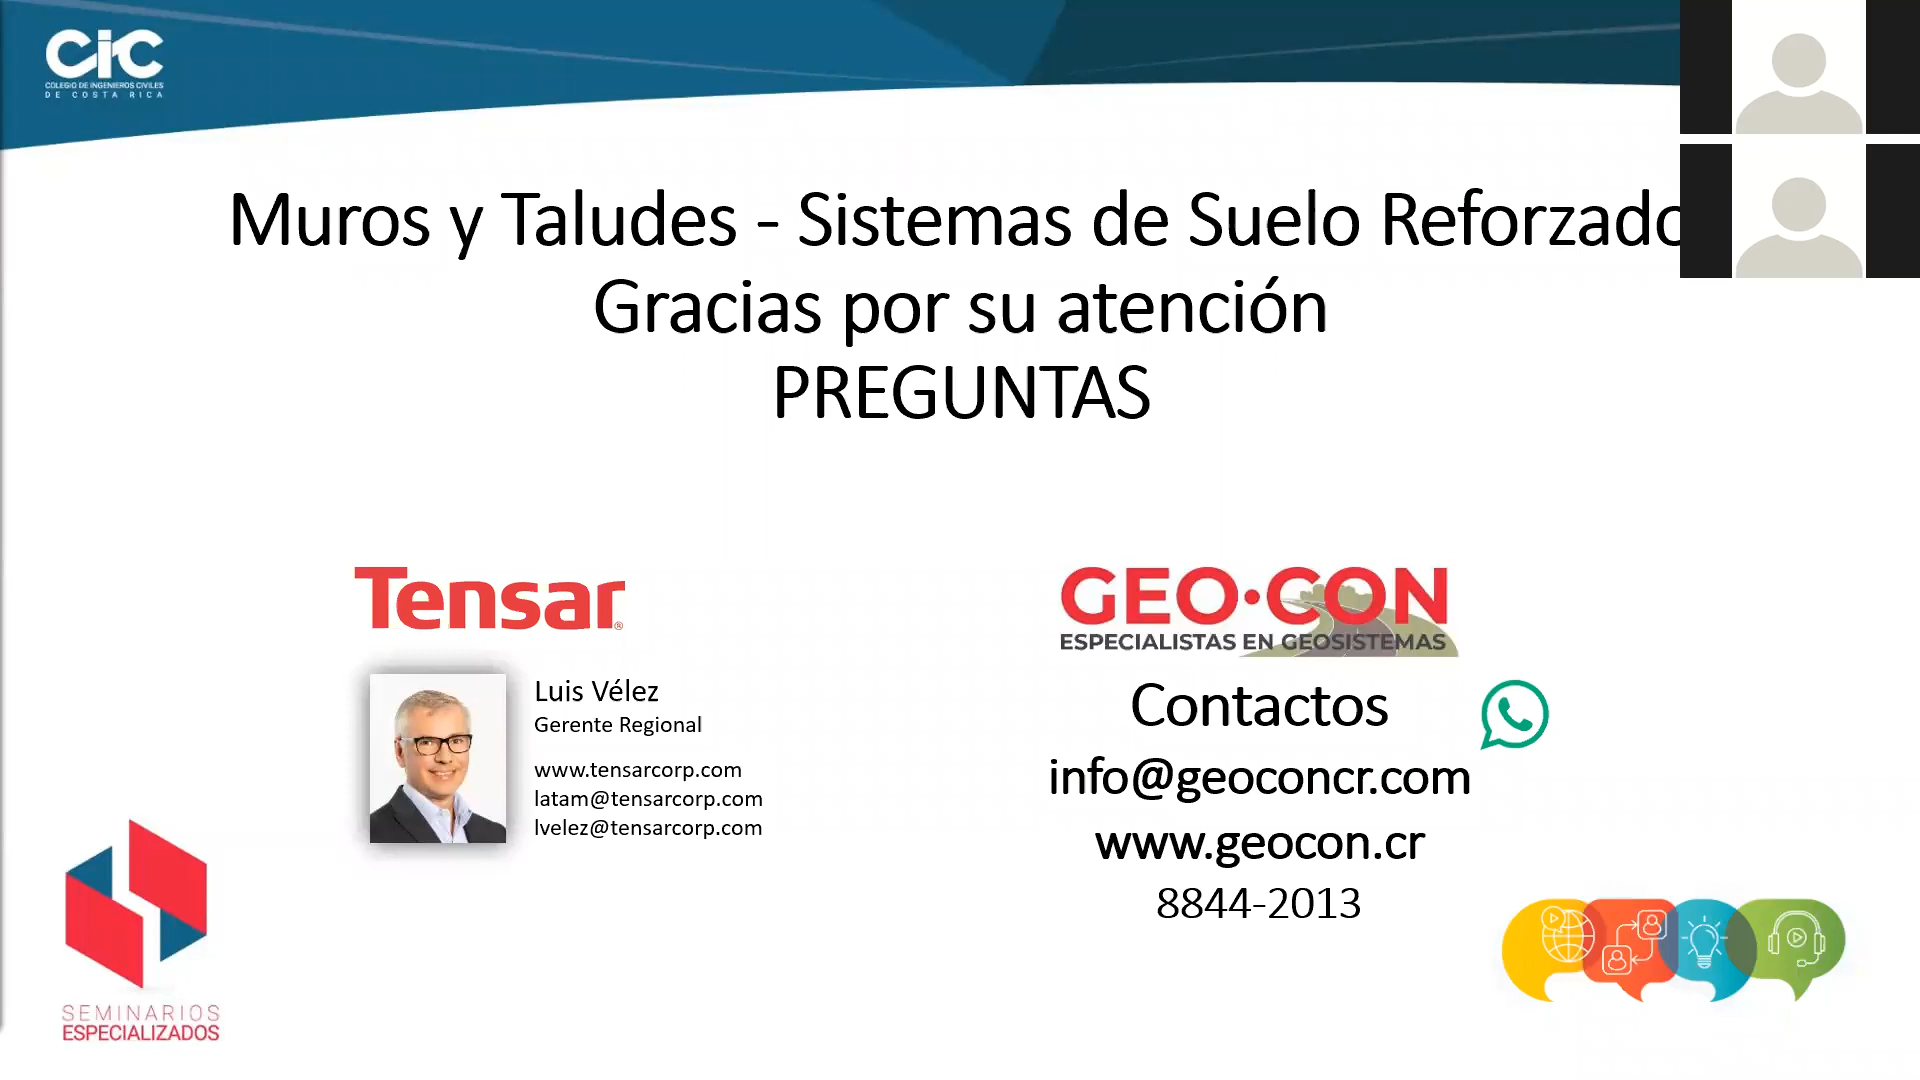 CiC
COLEGIO DE INGENIEROS CIVILES
DE COSTA RICA
Muros y Taludes - Sistemas de Suelo Reforzado
Gracias por su atención
PREGUNTAS
Tensar®
Luis Vélez
Gerente Regional
www.tensarcorp.com
latam@tensarcorp.com
lvelez@tensarcorp.com
GEO·CON
ESPECIALISTAS EN GEOSISTEMAS
Contactos
info@geoconcr.com
www.geocon.cr
8844-2013
SEMINARIOS
ESPECIALIZADOS